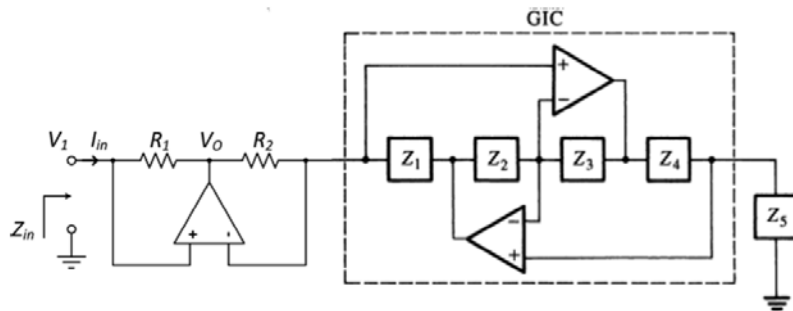 GIC
V1 Iin R1 VO R2
+
−
Z1 Z2 Z3 Z4
Zin
+ -
−
+
Z5